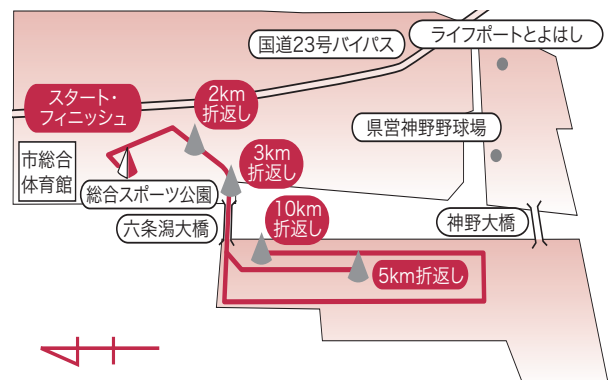 ライフポートとよはし
国道23号バイパス
スタート・
フィニッシュ
2km
折返し
県営神野野球場
3km
折返し
市総合
体育館
総合スポーツ公園
10km
折返し
六条潟大橋
神野大橋
5km折返し